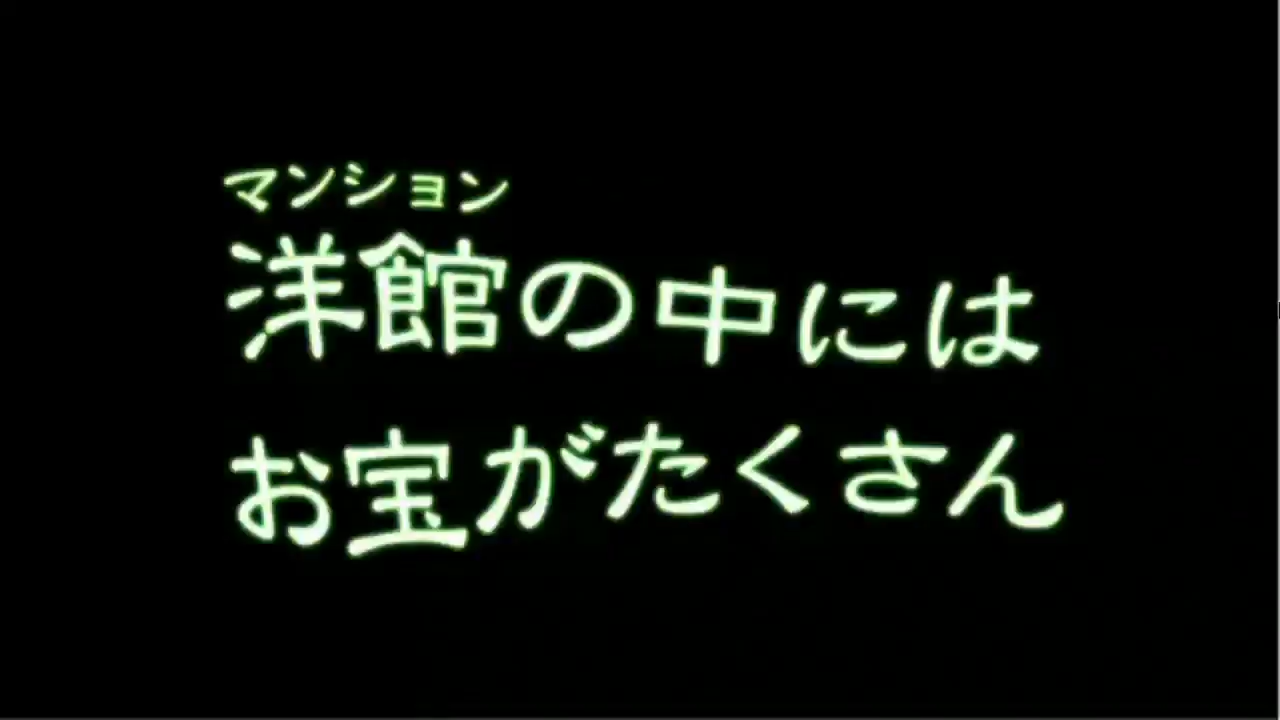 マンション
洋館の中には
お宝がたくさん